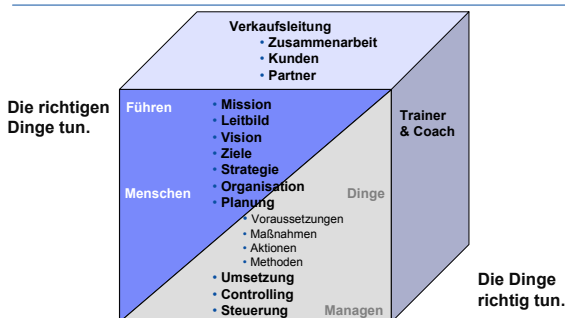 Verkaufsleitung
• Zusammenarbeit
• Kunden
• Partner
Die richtigen
Dinge tun.
Führen
Menschen
• Mission
• Leitbild
• Vision
• Ziele
• Strategie
• Organisation
• Planung
• Voraussetzungen
• Maßnahmen
• Aktionen
• Methoden
• Umsetzung
• Controlling
• Steuerung
Dinge
Managen
Trainer
& Coach
Die Dinge
richtig tun.